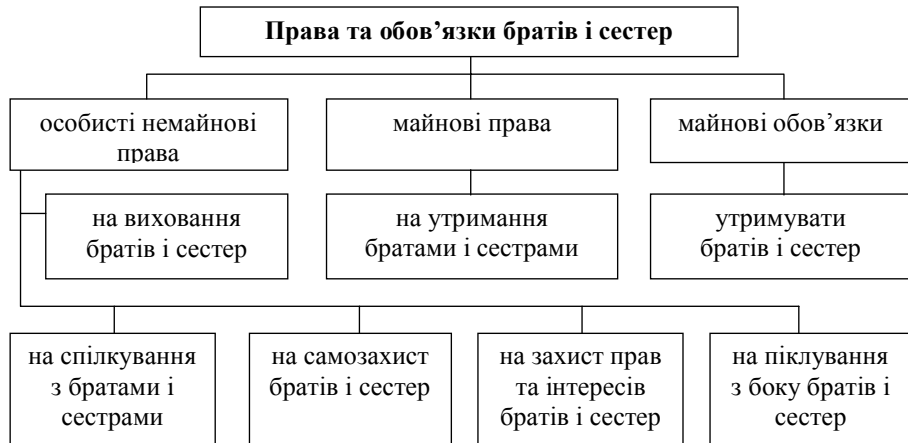 Права та обов’язки братів і сестер
особисті немайнові
права
майнові права
майнові обов’язки
на виховання
братів і сестер
на утримання
братами і сестрами
утримувати
братів і сестер
на спілкування
з братами і
сестрами
на самозахист
братів і сестер
на захист прав
та інтересів
братів і сестер
на піклування
з боку братів і
сестер